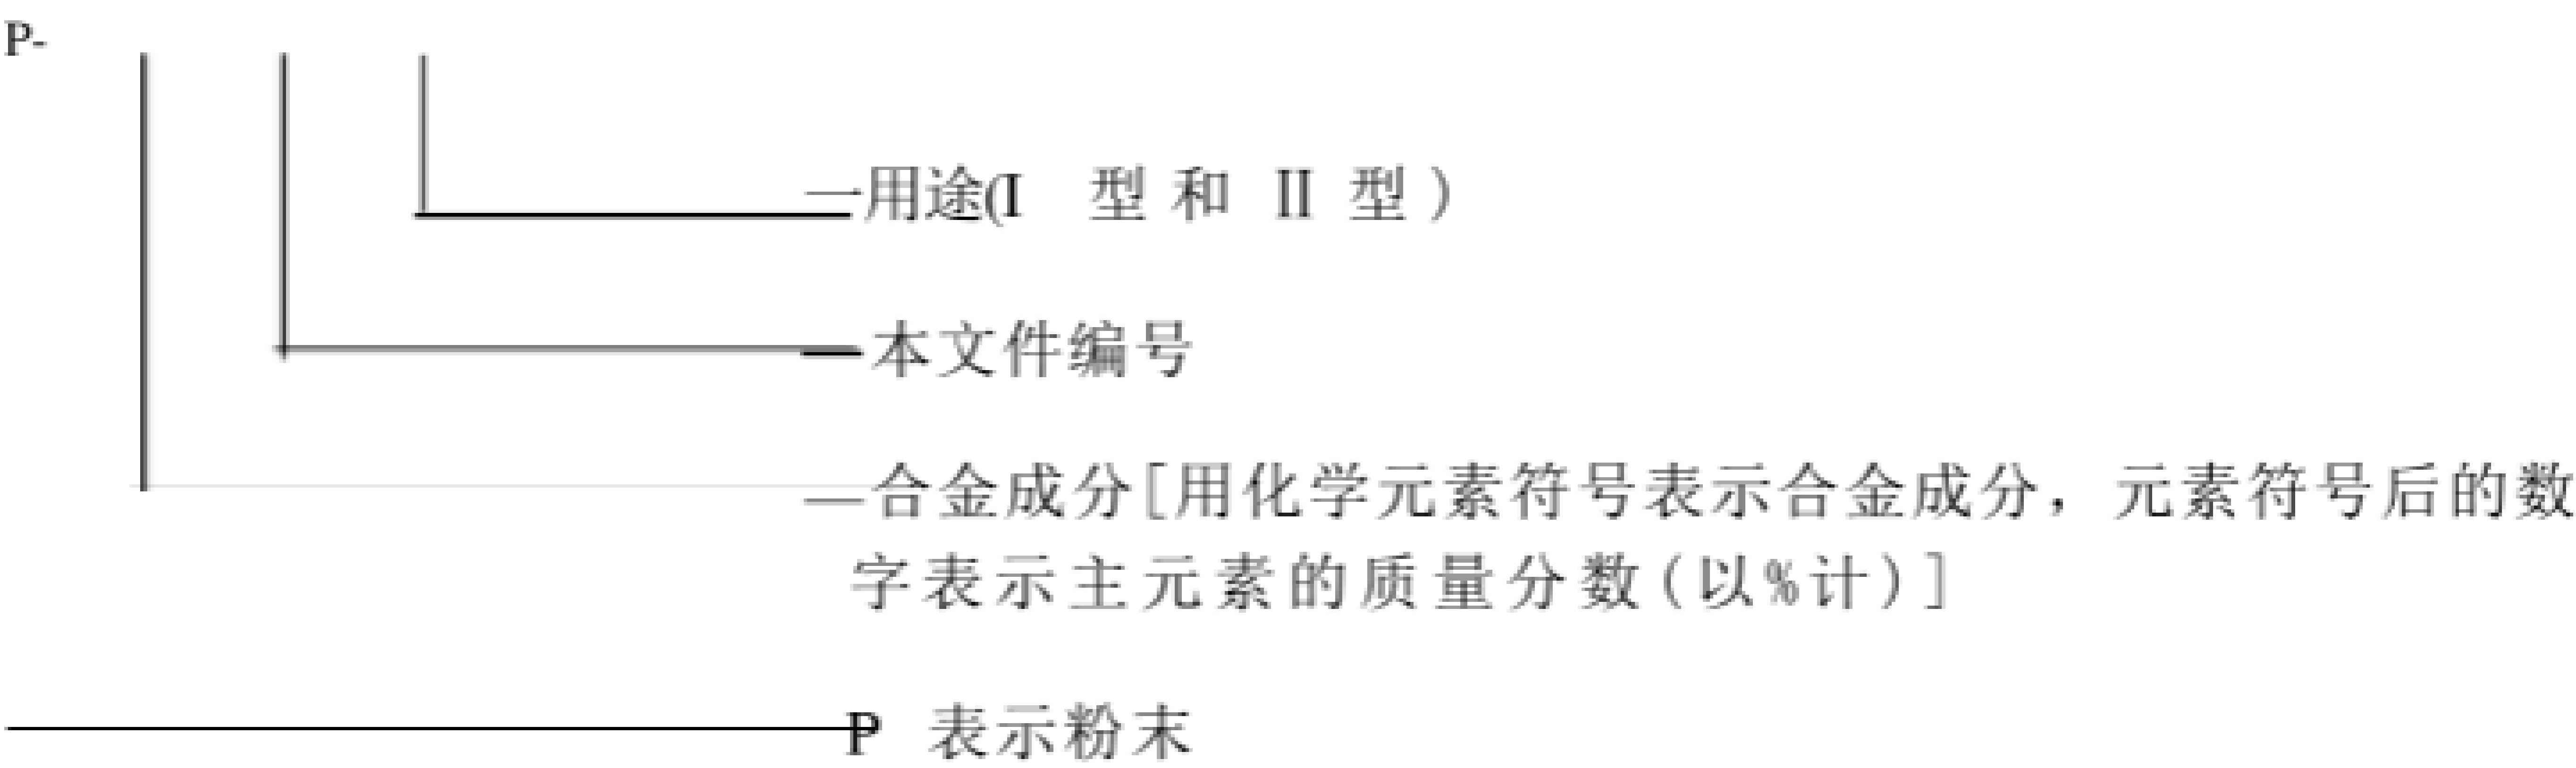 P-
用途(I 型和 II 型)
本文件编号
合金成分[用化学元素符号表示合金成分，元素符号后的数
字表示主元素的质量分数(以%计)]
P 表示粉末